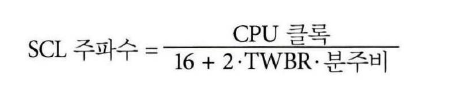 SCL 주파수 = CPU 클록 / 16 + 2·TWBR·분주비